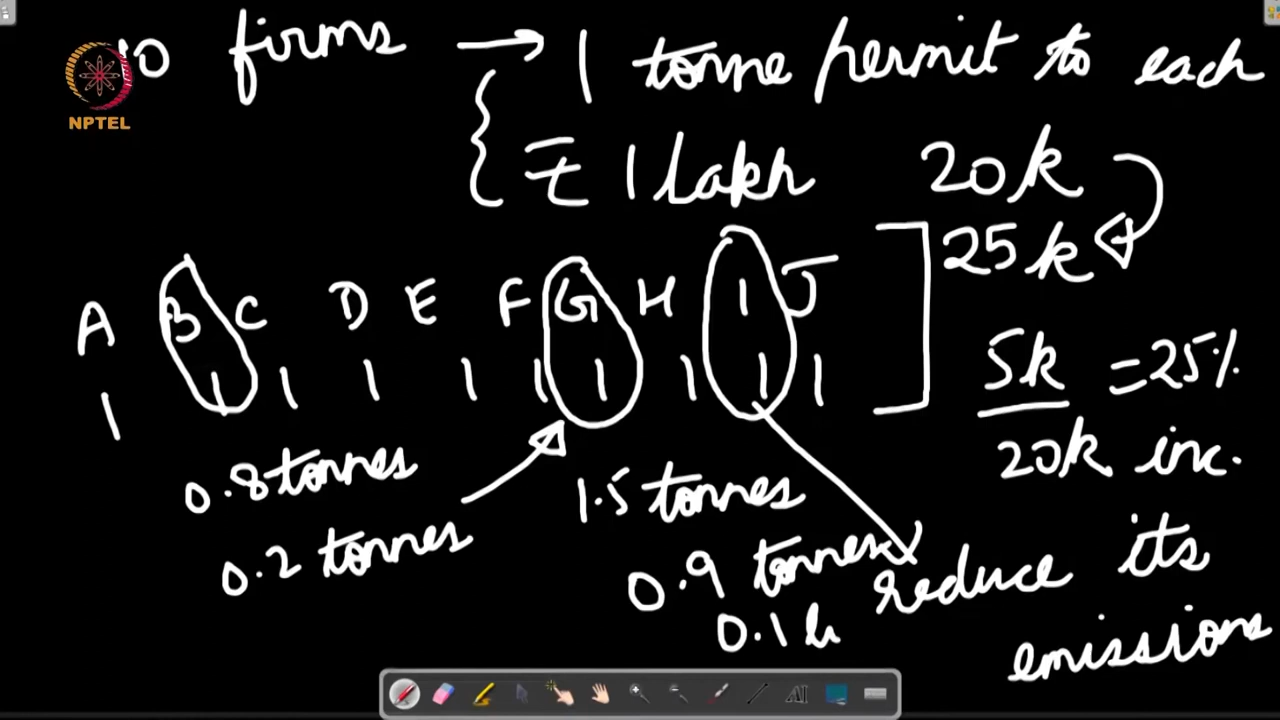 10 firms → 1 tonne permit to each
NPTEL
₹ 1 lakh 20k
25k
A B C D E F G H I J
1 1 1 1 1 1 1 1 1 1
5k = 25%
20k inc.
0.8 tonnes
0.2 tonnes
1.5 tonnes
0.9 tonnes
0.1
reduce its
emissions
AI